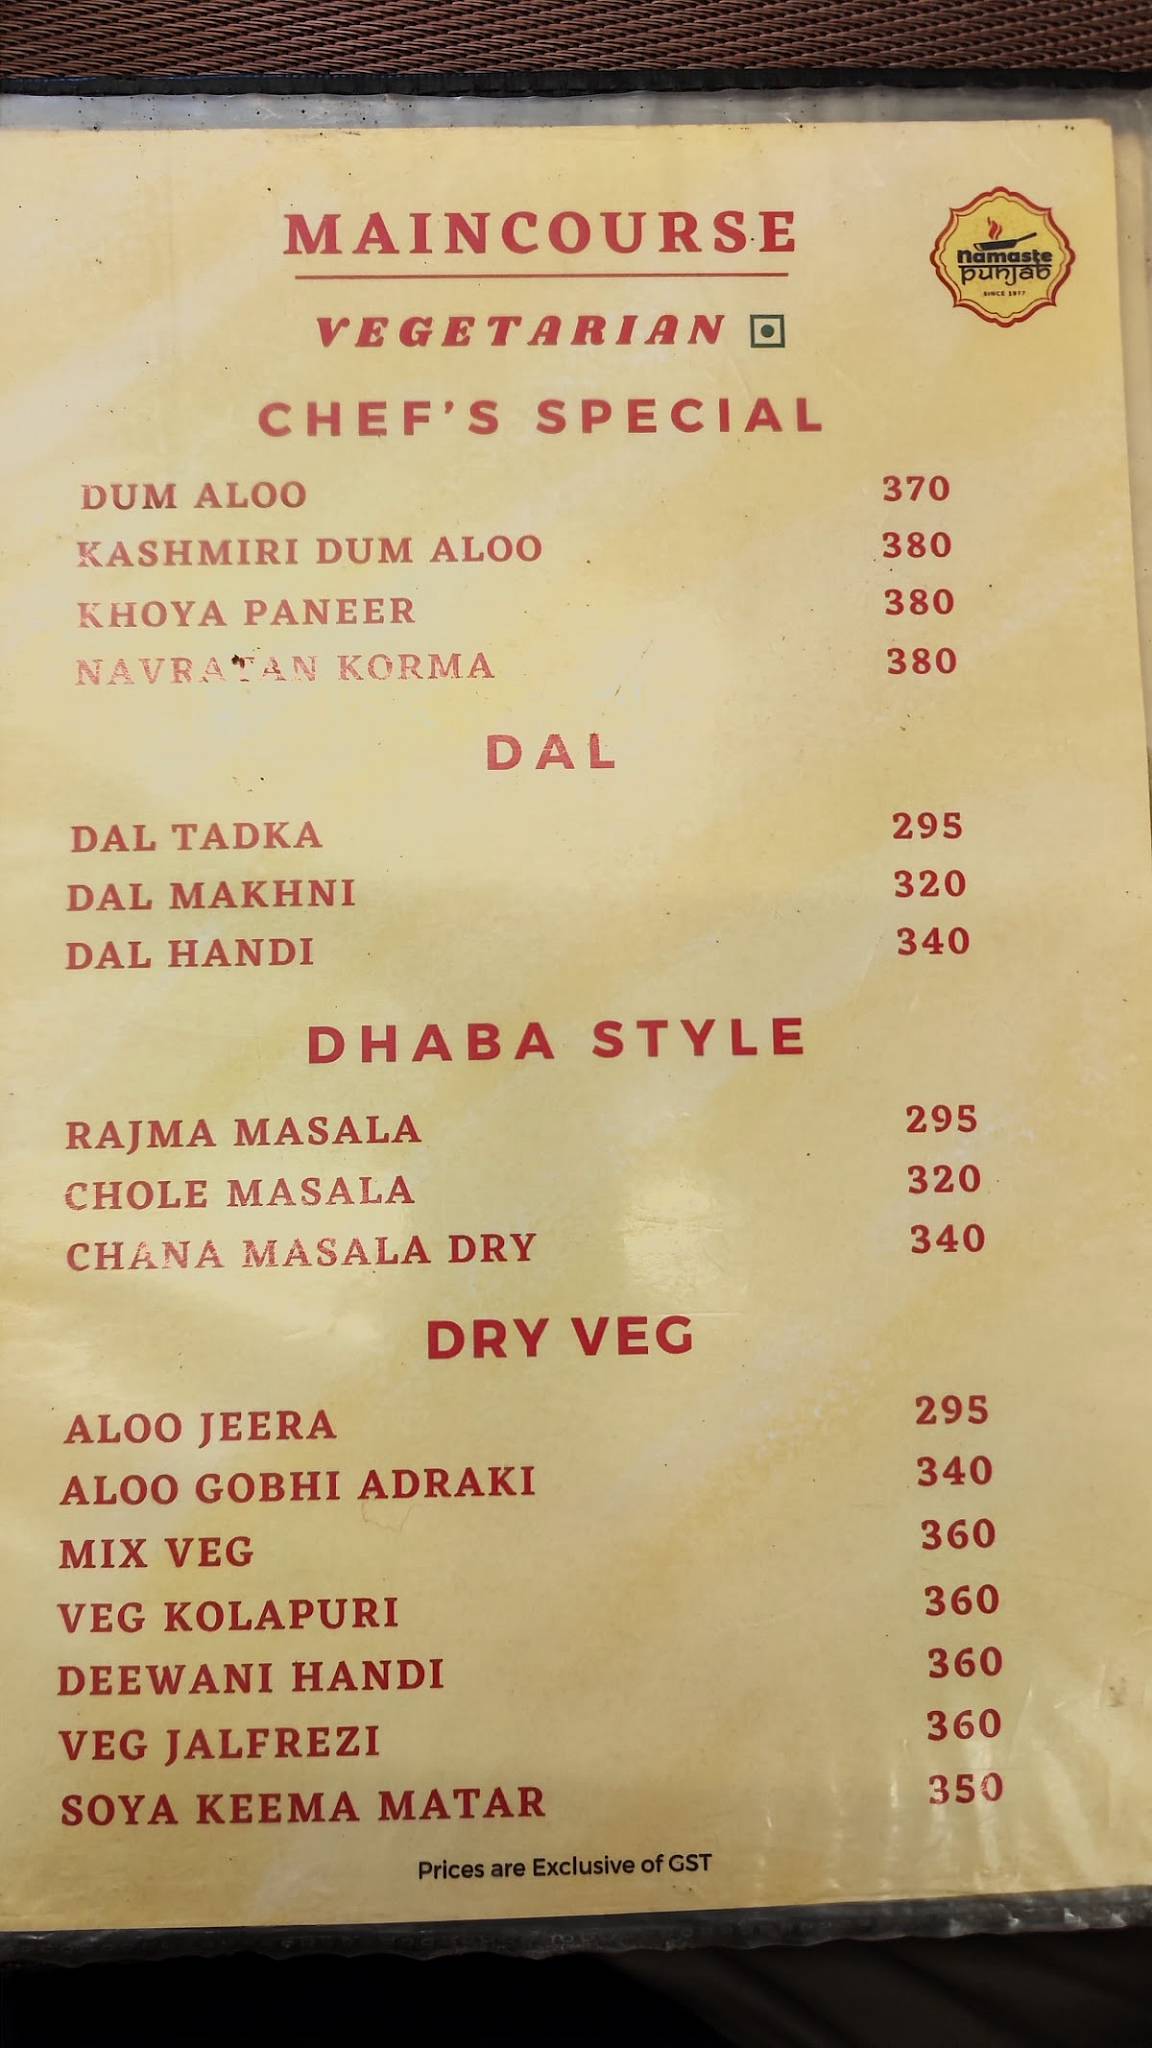 MAINCOURSE
namaste
punjab
SINCE 1977
VEGETARIAN
CHEF'S SPECIAL
DUM ALOO 370
KASHMIRI DUM ALOO 380
KHOYA PANEER 380
NAVRATAN KORMA 380
DAL
DAL TADKA 295
DAL MAKHNI 320
DAL HANDI 340
DHABA STYLE
RAJMA MASALA 295
CHOLE MASALA 320
CHANA MASALA DRY 340
DRY VEG
ALOO JEERA 295
ALOO GOBHI ADRAKI 340
MIX VEG 360
VEG KOLAPURI 360
DEEWANI HANDI 360
VEG JALFREZI 360
SOYA KEEMA MATAR 350
Prices are Exclusive of GST